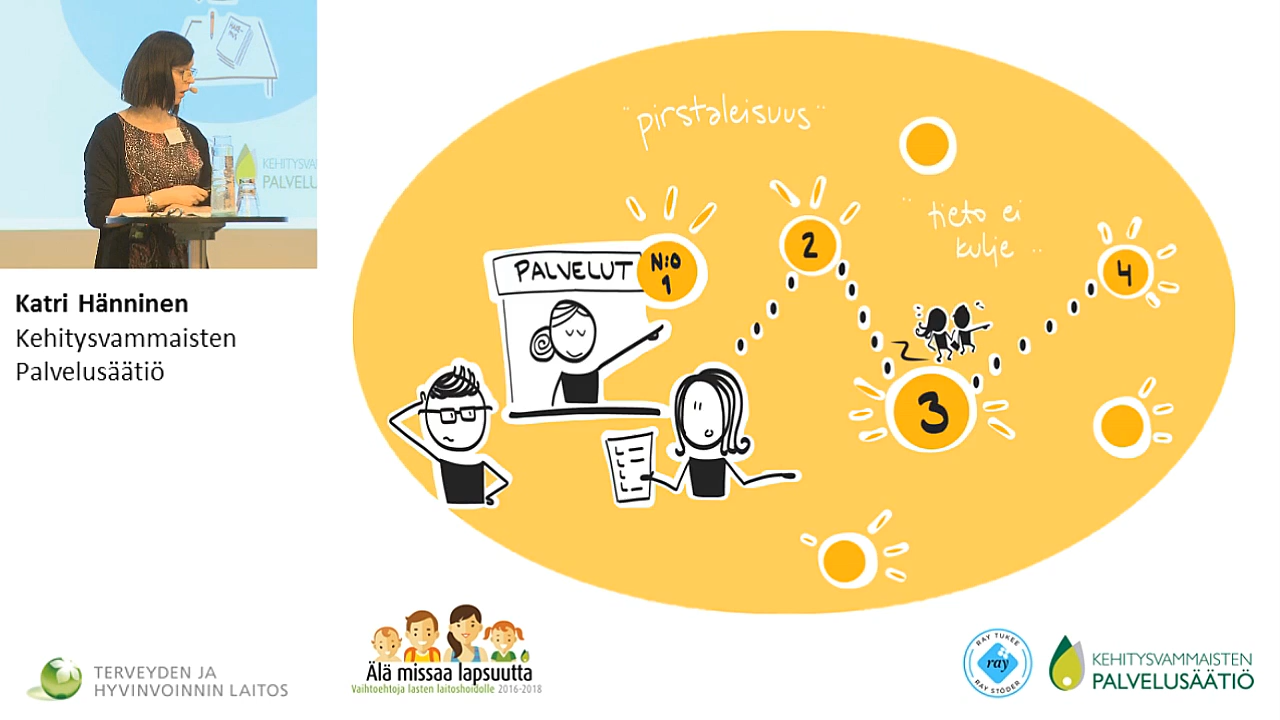 KEHITYSVA
PALVELU
Katri Hänninen
Kehitysvammaisten
Palvelusäätiö
"pirstaleisuus"
"tieto ei
kulje"
PALVELUT
N:o
1
2
3
4
TERVEYDEN JA
HYVINVOINNIN LAITOS
Älä missaa lapsuutta
Vaihtoehtoja lasten laitoshoidolle 2016-2018
RAY TUKEE
ray
RAY STÖDER
KEHITYSVAMMAISTEN
PALVELUSÄÄTIÖ